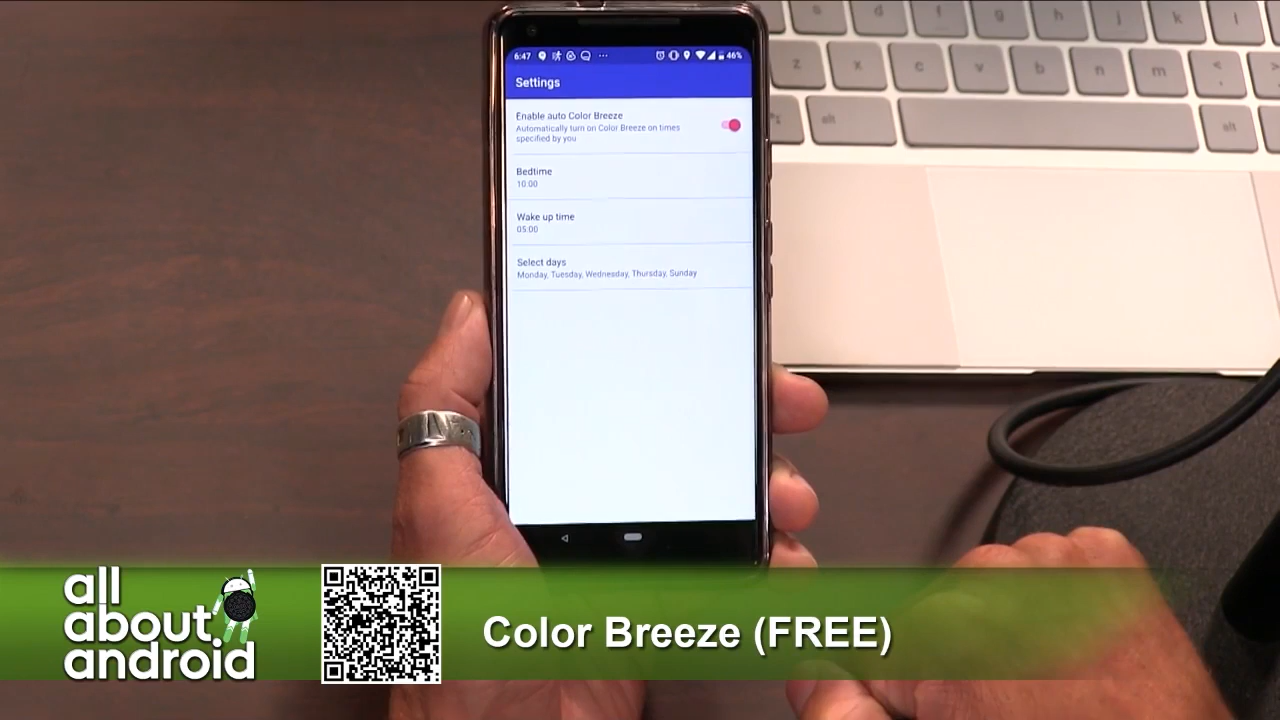 s d f g h j k l
z x c v b n m < >
alt alt
6:47 46%
Settings
Enable auto Color Breeze
Automatically turn on Color Breeze on times
specified by you
Bedtime
10:00
Wake up time
05:00
Select days
Monday, Tuesday, Wednesday, Thursday, Sunday
all
about
android
Color Breeze (FREE)